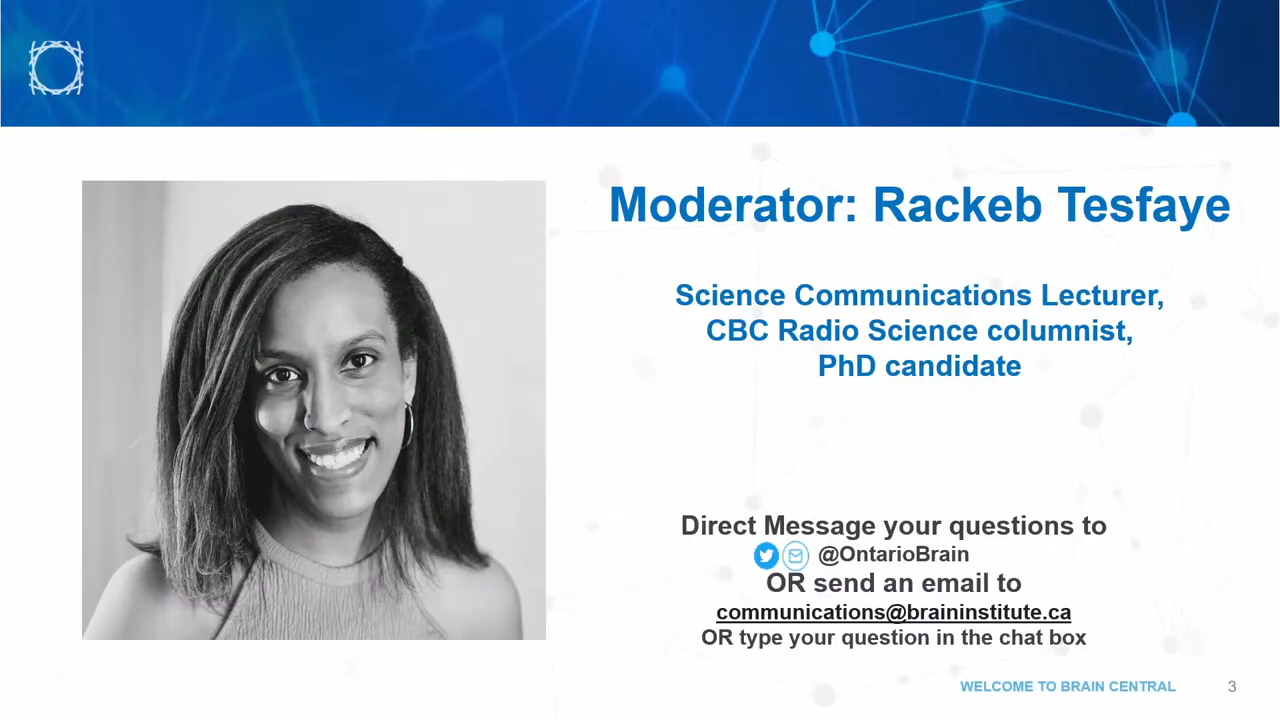 Moderator: Rackeb Tesfaye
Science Communications Lecturer,
CBC Radio Science columnist,
PhD candidate
Direct Message your questions to
@OntarioBrain
OR send an email to
communications@braininstitute.ca
OR type your question in the chat box
WELCOME TO BRAIN CENTRAL 3